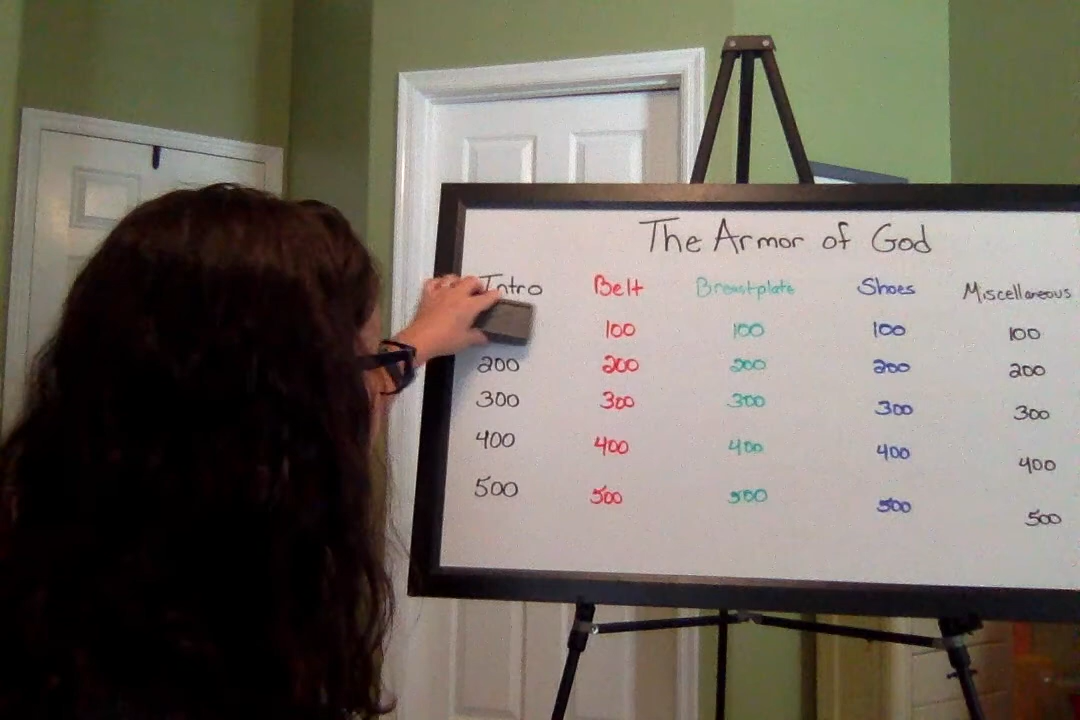 The Armor of God
Intro Belt Breastplate Shoes Miscellaneous
100 100 100 100
200 200 200 200 200
300 300 300 300 300
400 400 400 400 400
500 500 500 500 500